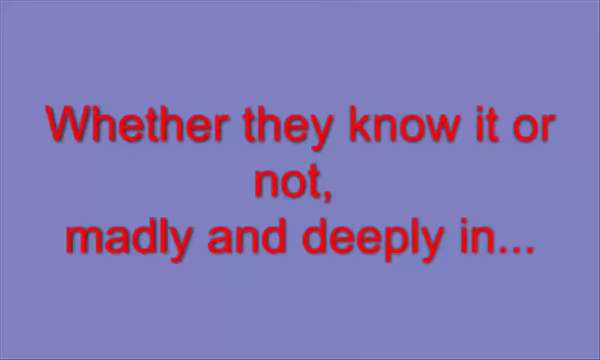 Whether they know it or
not,
madly and deeply in...